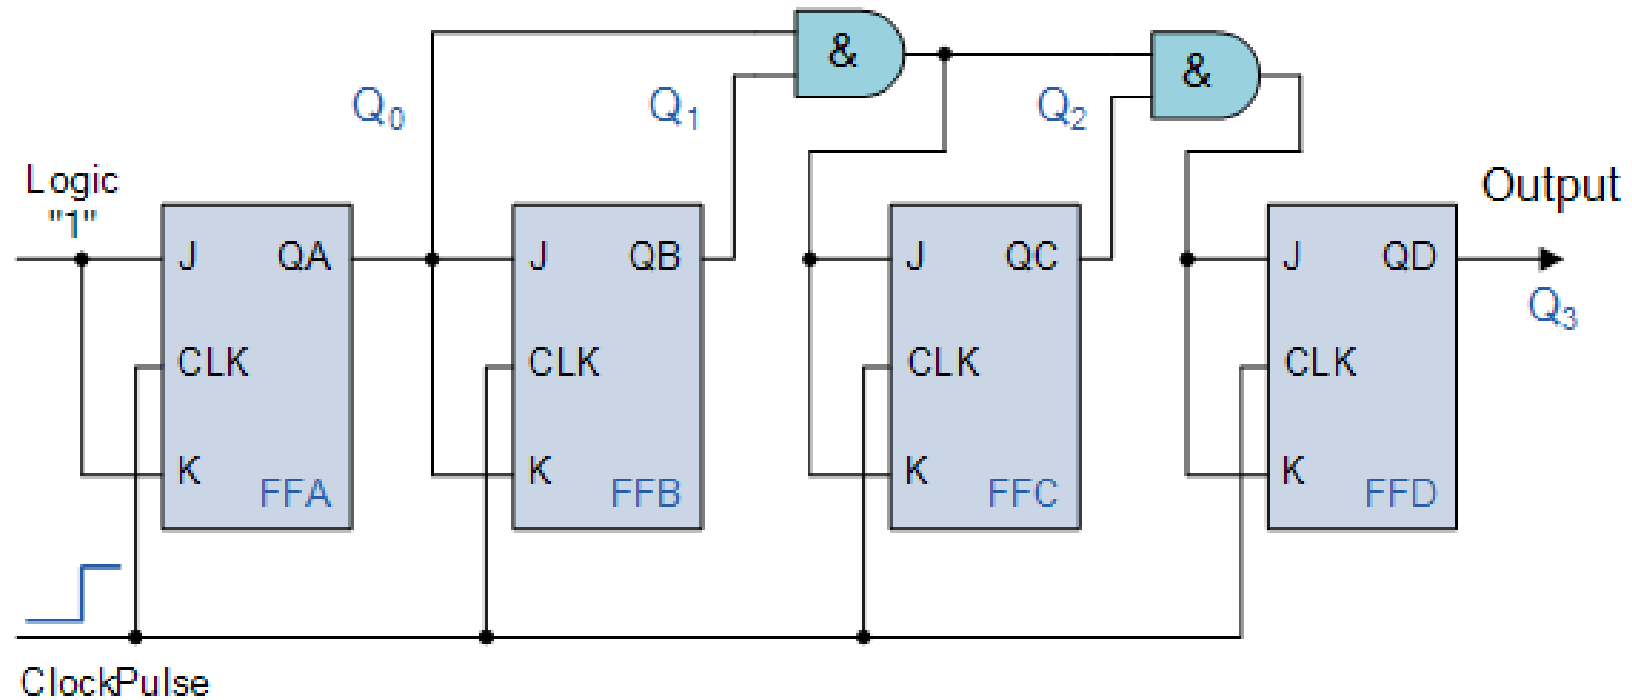 &
&
Q0
Q1
Q2
Logic
"1"
Output
J QA
J QB
J QC
J QD
Q3
CLK
CLK
CLK
CLK
K
K
K
K
FFA
FFB
FFC
FFD
ClockPulse